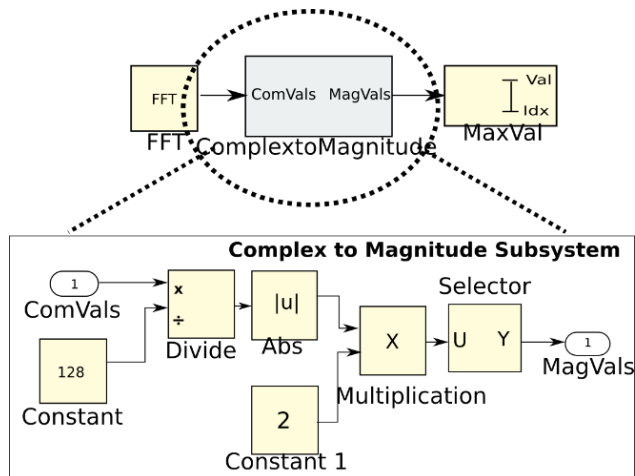 Val
FFT
ComVals MagVals
Idx
FFT
ComplextoMagnitude
MaxVal
Complex to Magnitude Subsystem
1
ComVals
x
÷
Divide
|u|
Abs
Selector
X
U Y
1
MagVals
128
Constant
Multiplication
2
Constant 1